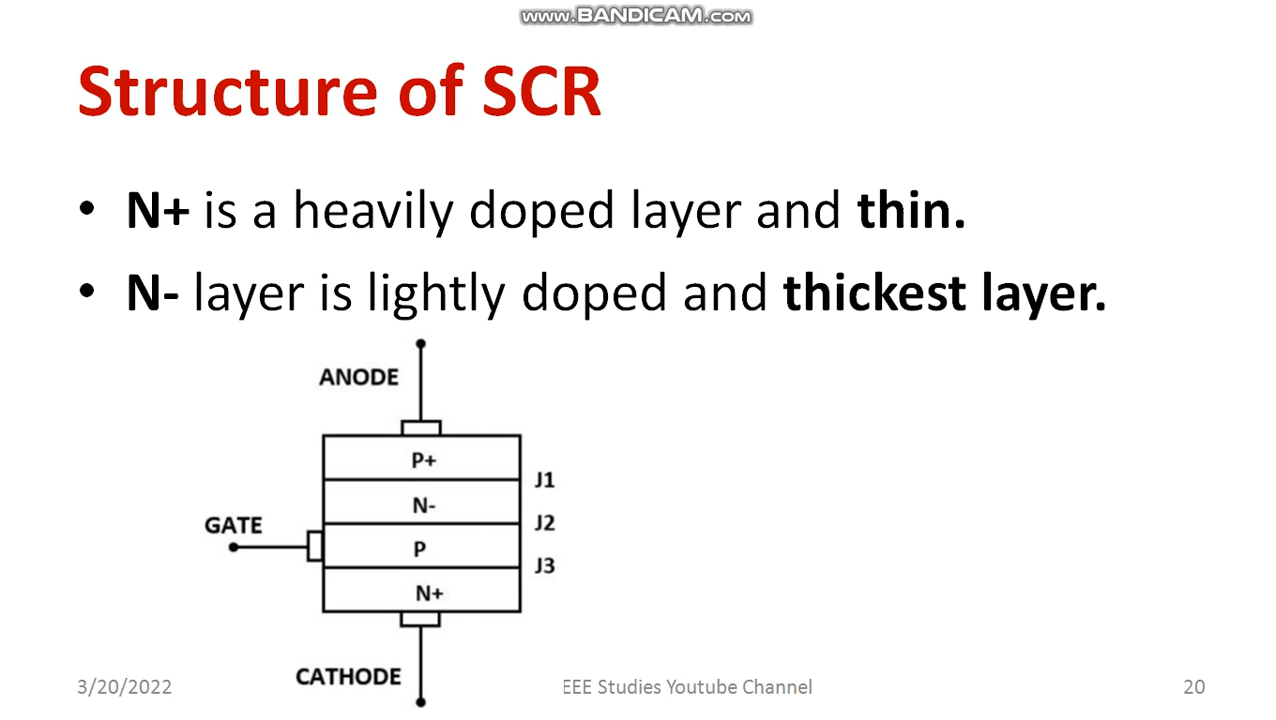 www.BANDICAM.com
Structure of SCR
• N+ is a heavily doped layer and thin.
• N- layer is lightly doped and thickest layer.
ANODE
P+
J1
N-
GATE
J2
P
J3
N+
CATHODE
3/20/2022
EEE Studies Youtube Channel
20